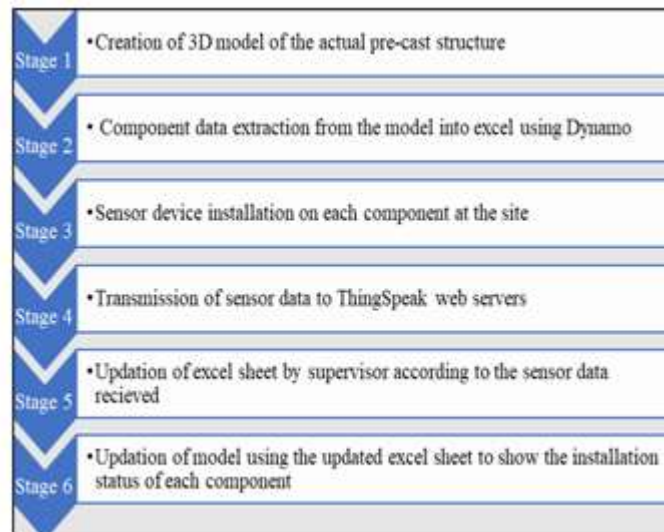 Stage 1
•Creation of 3D model of the actual pre-cast structure
Stage 2
• Component data extraction from the model into excel using Dynamo
Stage 3
•Sensor device installation on each component at the site
Stage 4
•Transmission of sensor data to ThingSpeak web servers
Stage 5
•Updation of excel sheet by supervisor according to the sensor data
recieved
Stage 6
•Updation of model using the updated excel sheet to show the installation
status of each component